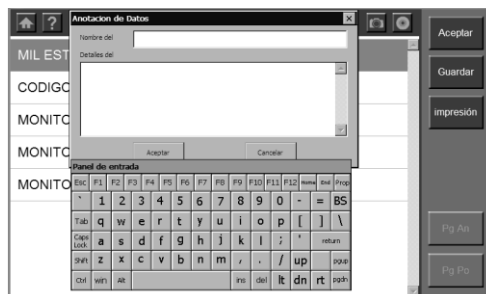 Anotacion de Datos
Nombre del
Detalles del
Aceptar
Cancelar
Panel de entrada
Esc F1 F2 F3 F4 F5 F6 F7 F8 F9 F10 F11 F12 Home End Prop
` 1 2 3 4 5 6 7 8 9 0 - = BS
Tab q w e r t y u i o p [ ] \
Caps Lock a s d f g h j k l ; ' return
Shift z x c v b n m , . / up pgup
Ctrl win Alt ins del lt dn rt pgdn
MIL EST
CODIGO
MONITO
MONITO
MONITO
Aceptar
Guardar
impresión
Pg An
Pg Po